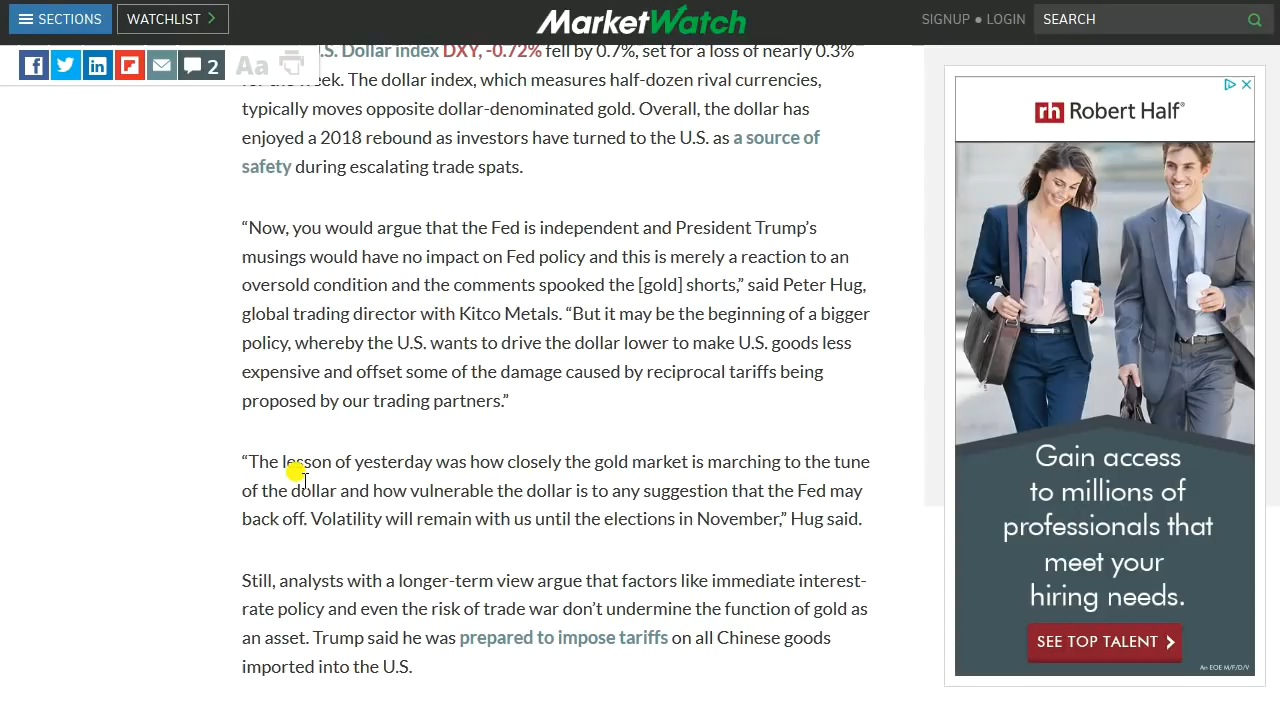 SECTIONS
WATCHLIST
MarketWatch
SIGNUP • LOGIN
SEARCH
2
Aa
.S. Dollar index DXY, -0.72% fell by 0.7%, set for a loss of nearly 0.3%
for the week. The dollar index, which measures half-dozen rival currencies,
typically moves opposite dollar-denominated gold. Overall, the dollar has
enjoyed a 2018 rebound as investors have turned to the U.S. as a source of
safety during escalating trade spats.
“Now, you would argue that the Fed is independent and President Trump’s
musings would have no impact on Fed policy and this is merely a reaction to an
oversold condition and the comments spooked the [gold] shorts,” said Peter Hug,
global trading director with Kitco Metals. “But it may be the beginning of a bigger
policy, whereby the U.S. wants to drive the dollar lower to make U.S. goods less
expensive and offset some of the damage caused by reciprocal tariffs being
proposed by our trading partners.”
“The lesson of yesterday was how closely the gold market is marching to the tune
of the dollar and how vulnerable the dollar is to any suggestion that the Fed may
back off. Volatility will remain with us until the elections in November,” Hug said.
Still, analysts with a longer-term view argue that factors like immediate interest-
rate policy and even the risk of trade war don’t undermine the function of gold as
an asset. Trump said he was prepared to impose tariffs on all Chinese goods
imported into the U.S.
rh Robert Half®
Gain access
to millions of
professionals that
meet your
hiring needs.
SEE TOP TALENT
An EOE M/F/D/V